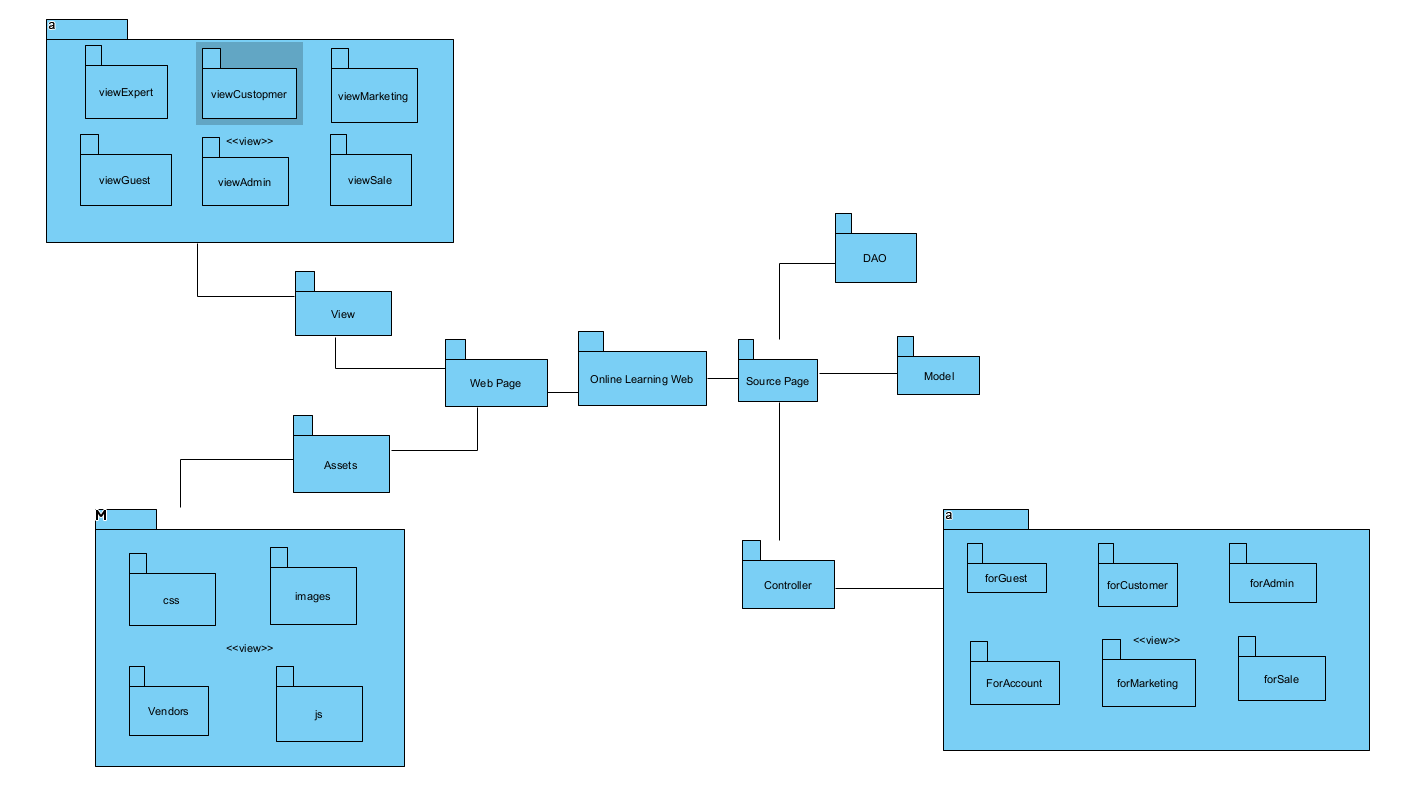 a
viewExpert
viewCustopmer
viewMarketing
<<view>>
viewGuest
viewAdmin
viewSale
DAO
View
Web Page
Online Learning Web
Source Page
Model
Assets
M
css
images
<<view>>
Vendors
js
Controller
a
forGuest
forCustomer
forAdmin
<<view>>
ForAccount
forMarketing
forSale